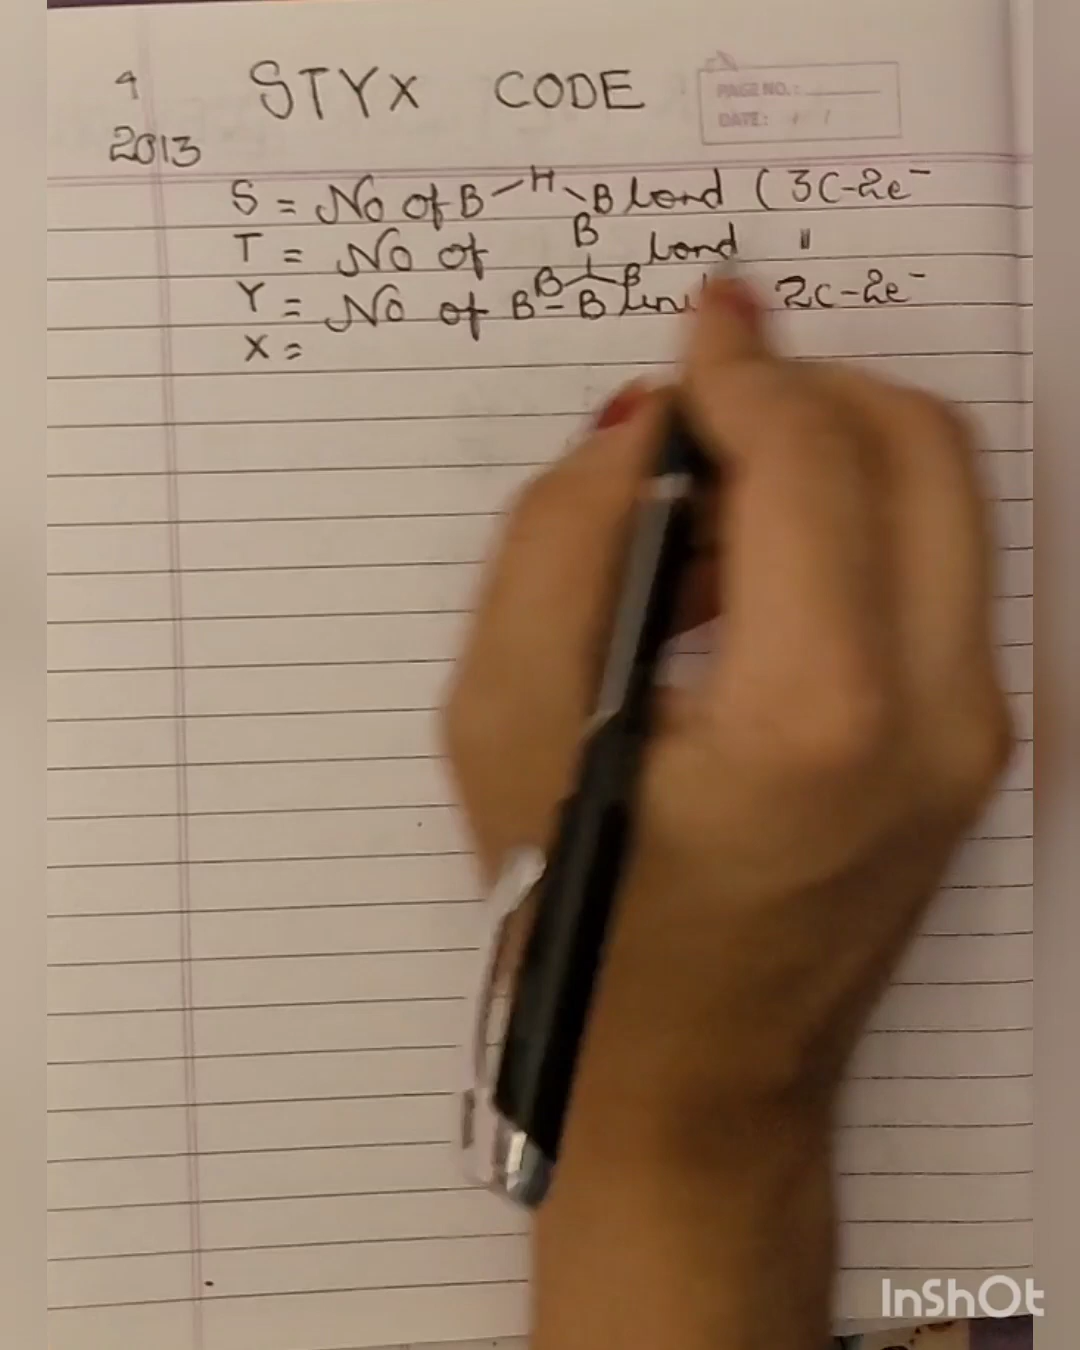 4 STYX CODE
PAGE NO.:
DATE: / /
2013
S = No of B-H-B bond (3C-2e-
T = No of B B B bond "
Y = No of B-B 2c-2e-
X =
InShOt